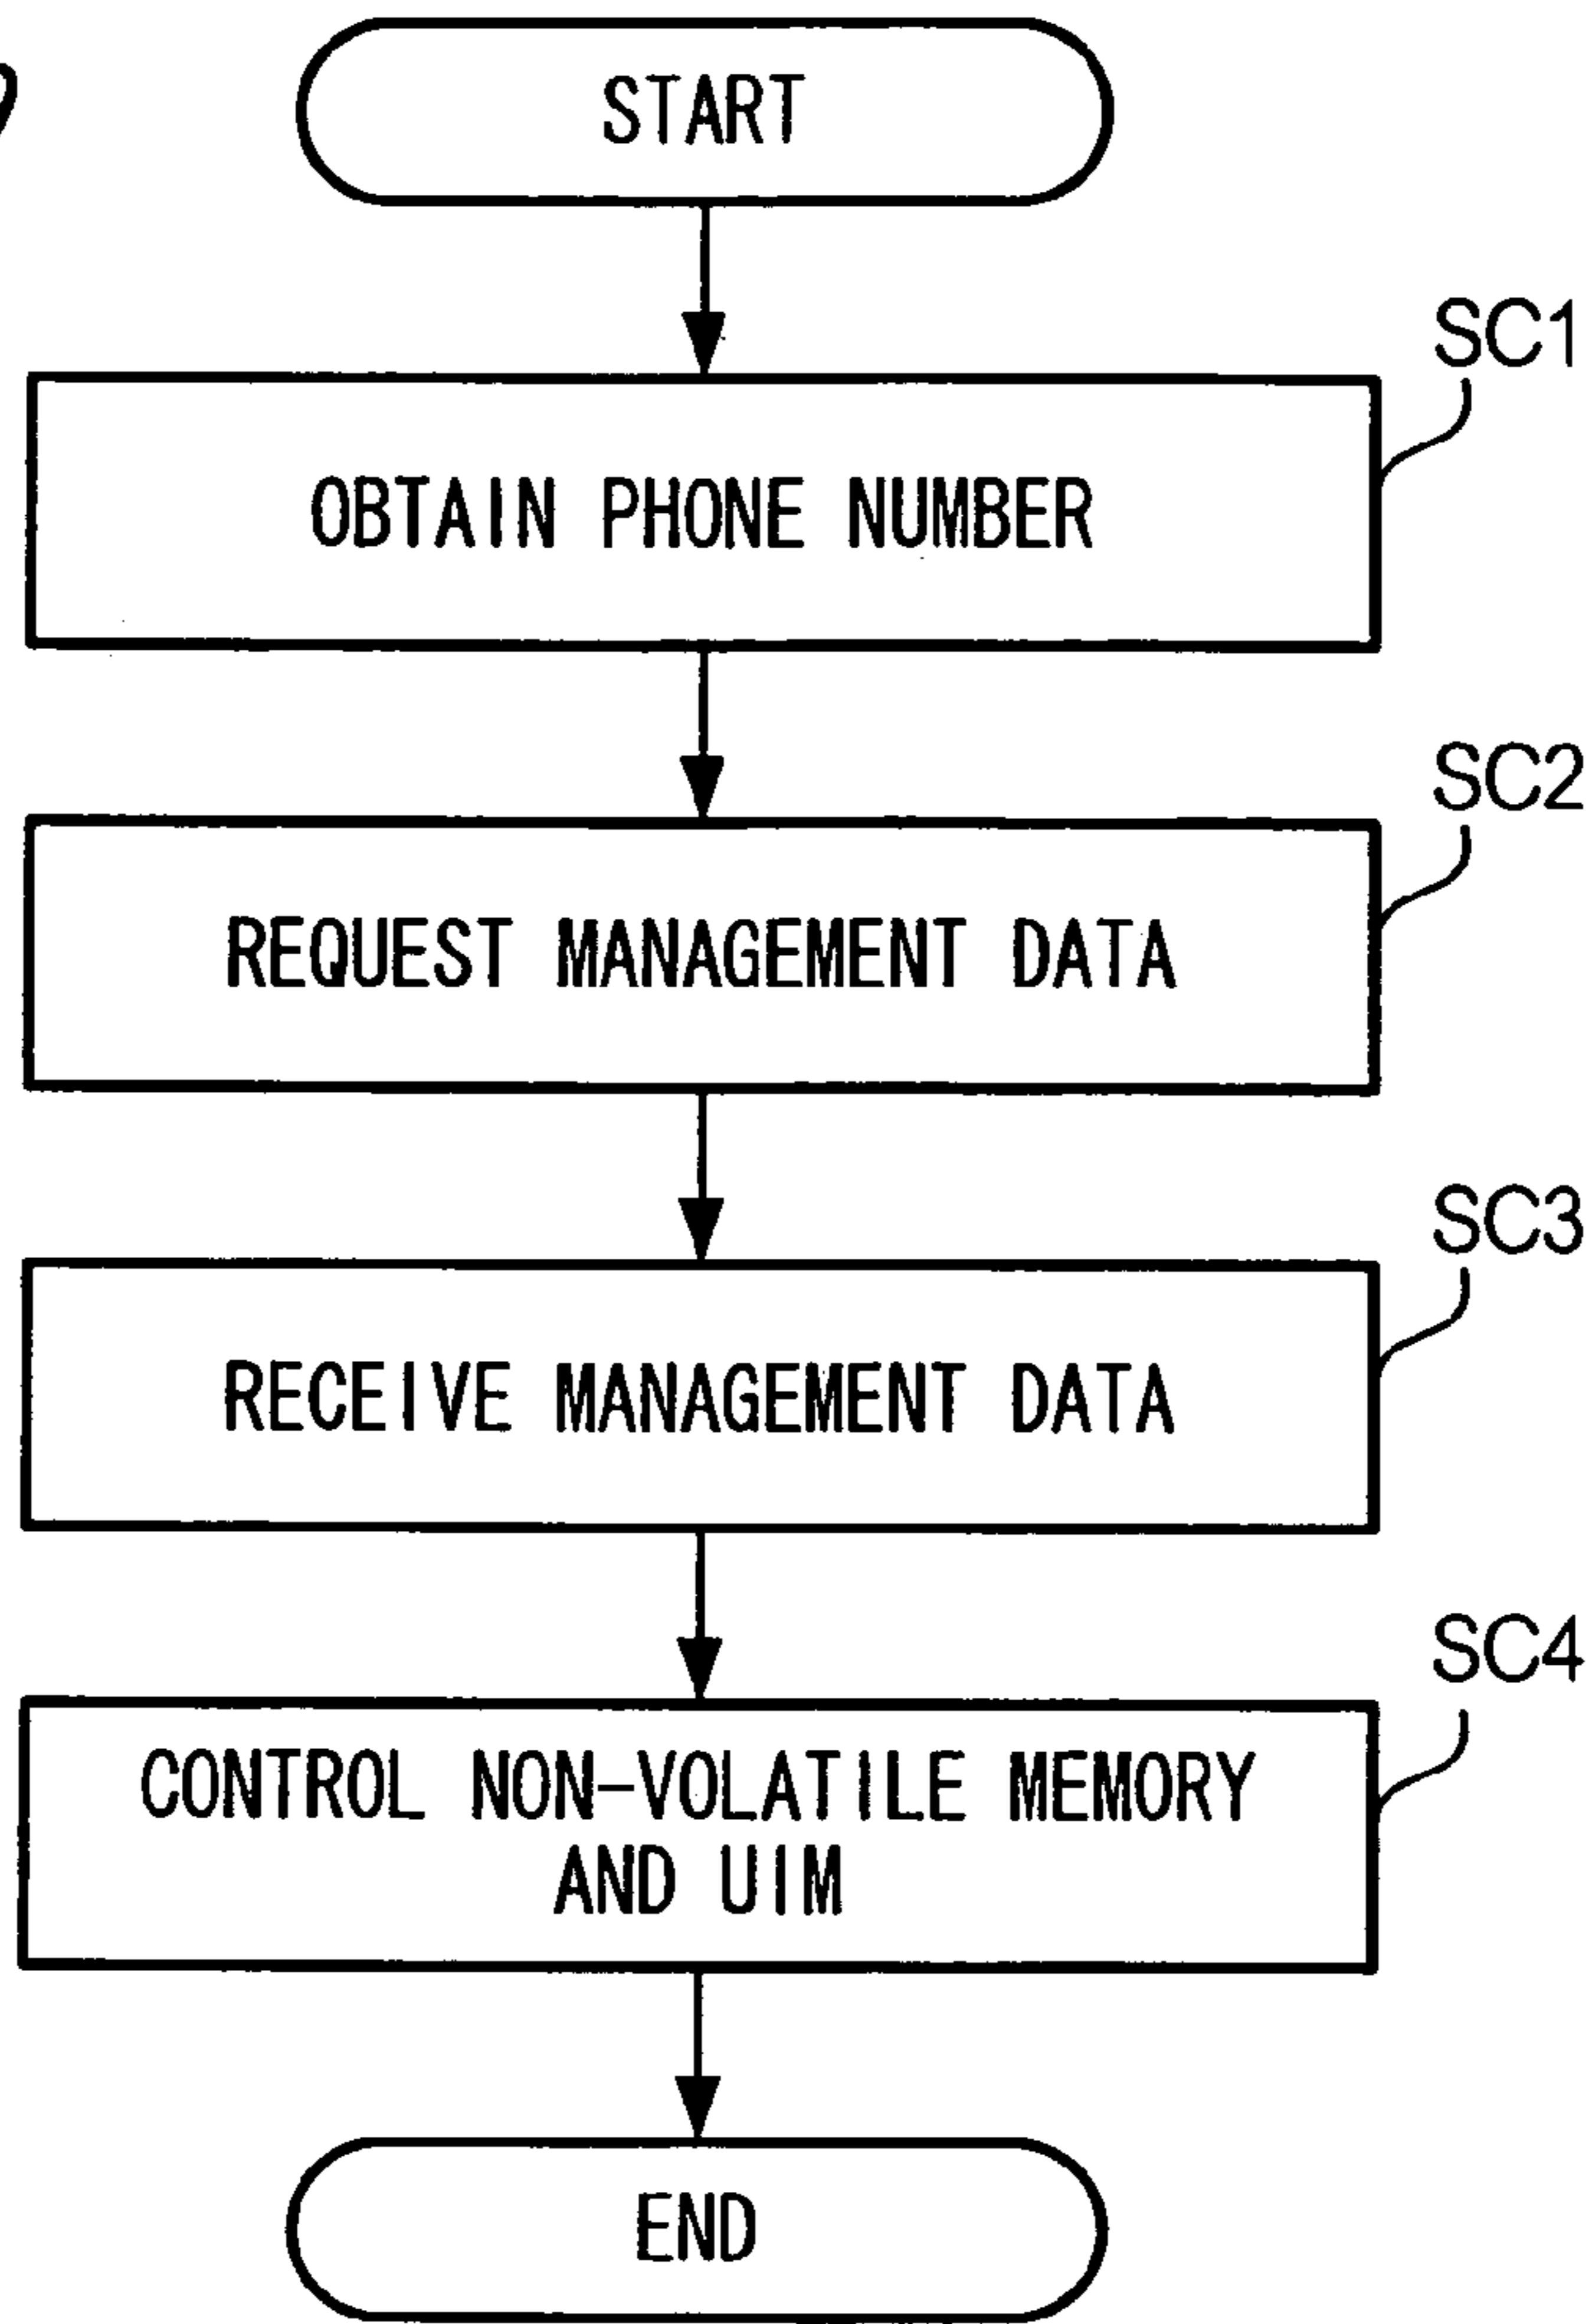 START
SC1
OBTAIN PHONE NUMBER
SC2
REQUEST MANAGEMENT DATA
SC3
RECEIVE MANAGEMENT DATA
SC4
CONTROL NON-VOLATILE MEMORY
AND UIM
END